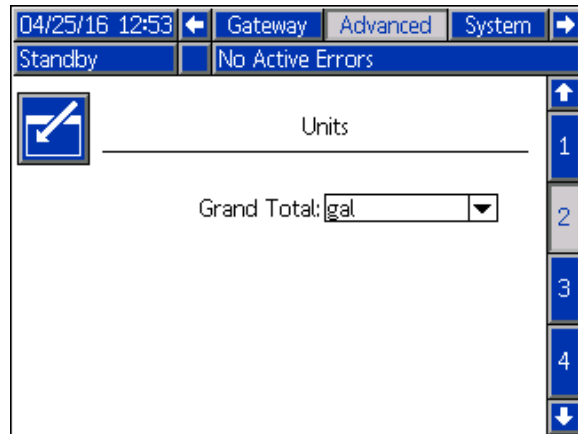 04/25/16 12:53 Gateway Advanced System
Standby No Active Errors
Units
1
Grand Total: gal
2
3
4